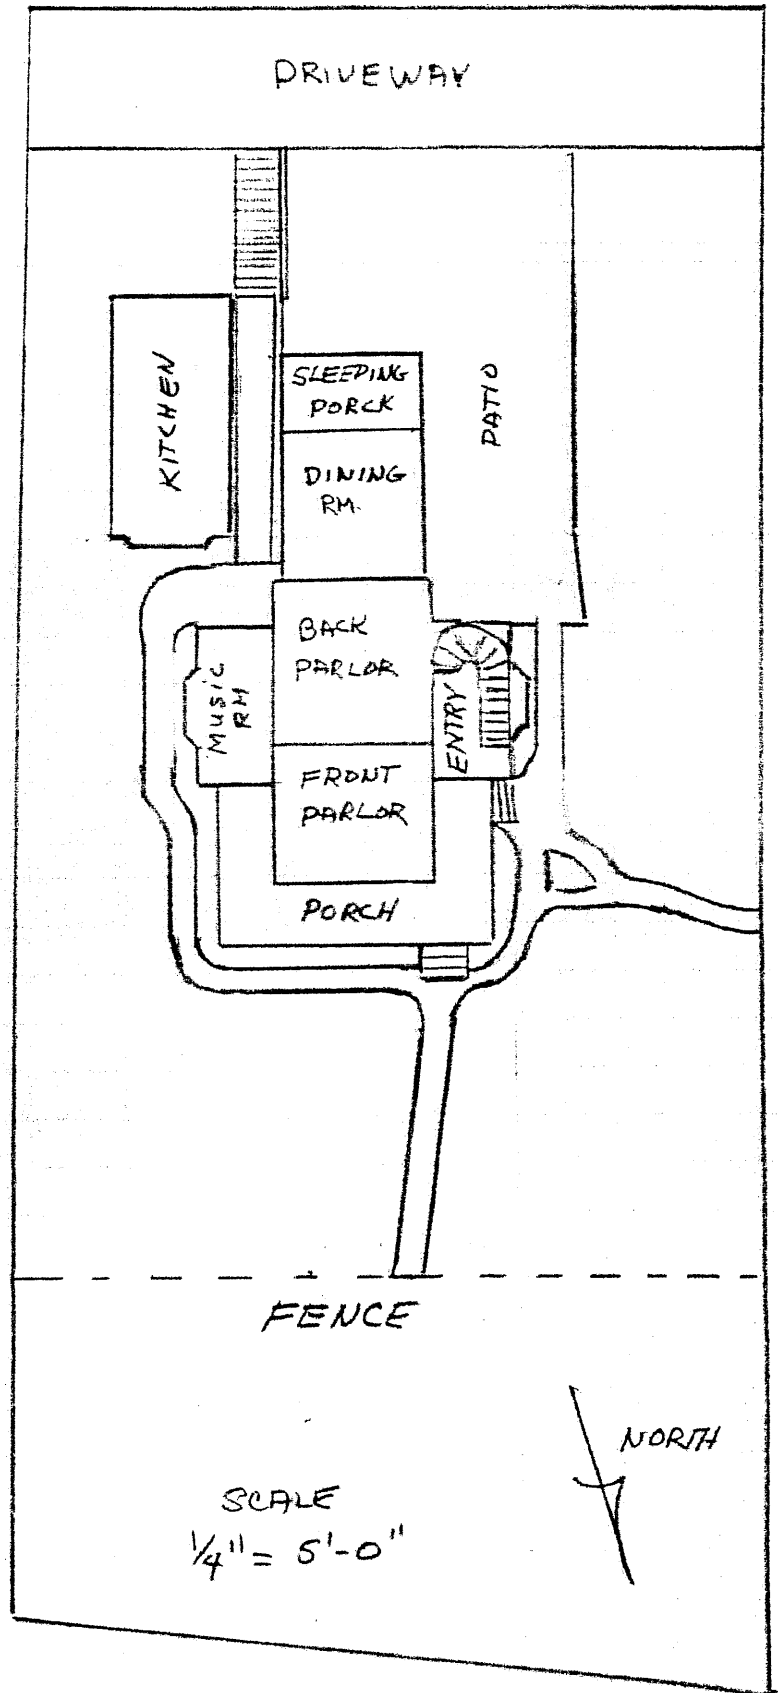 DRIVEWAY
KITCHEN
SLEEPING
PORCK
PATIO
DINING
RM.
BACK
PARLOR
MUSIC
RM
ENTRY
FRONT
PARLOR
PORCH
FENCE
NORTH
SCALE
1/4" = 5'-0"